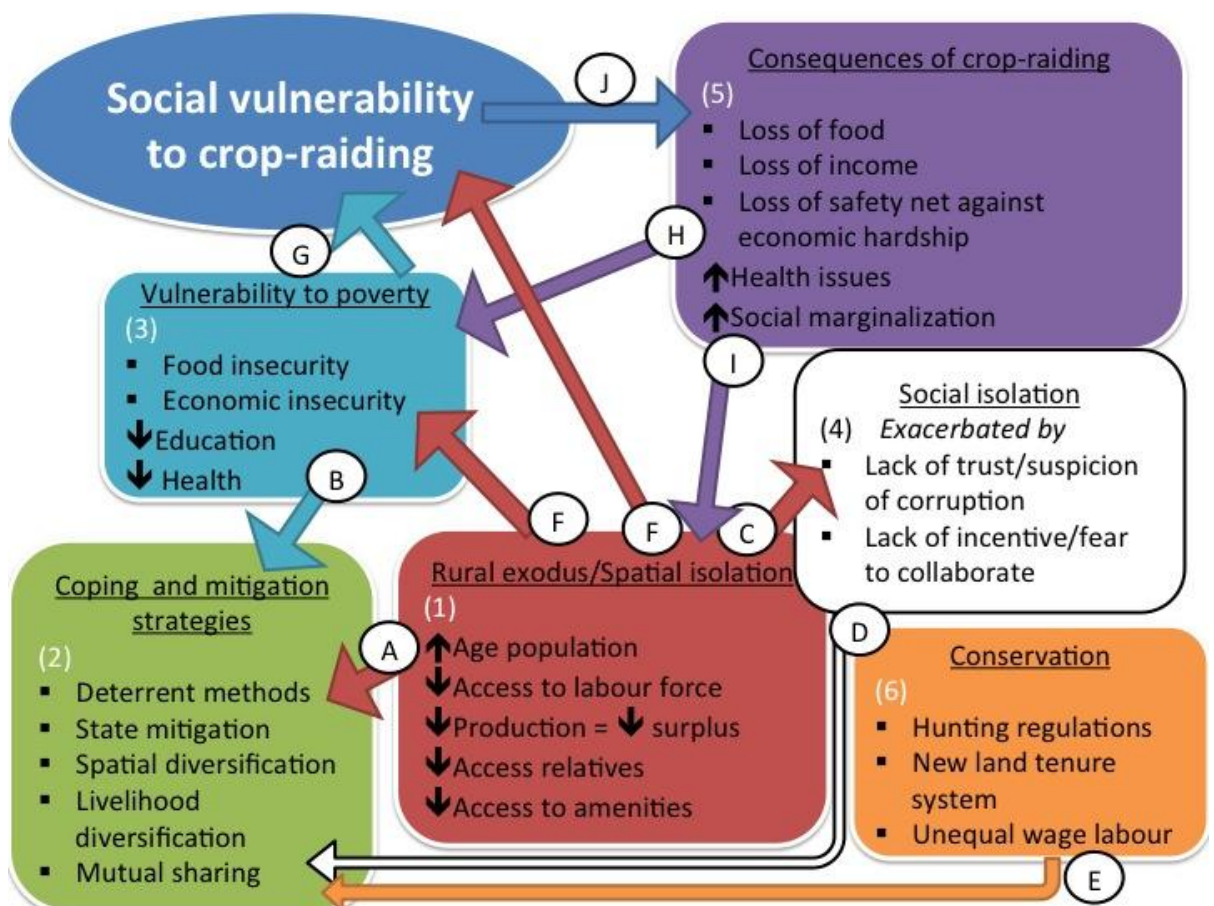 Social vulnerability
to crop-raiding
J
Consequences of crop-raiding
(5)
▪ Loss of food
▪ Loss of income
▪ Loss of safety net against
economic hardship
↑Health issues
↑Social marginalization
H
G
Vulnerability to poverty
(3)
▪ Food insecurity
▪ Economic insecurity
↓Education
↓ Health
B
I
Social isolation
(4) Exacerbated by
▪ Lack of trust/suspicion
of corruption
▪ Lack of incentive/fear
to collaborate
F
F
C
Coping and mitigation
strategies
(2)
▪ Deterrent methods
▪ State mitigation
▪ Spatial diversification
▪ Livelihood
diversification
▪ Mutual sharing
A
Rural exodus/Spatial isolation
(1)
↑Age population
↓Access to labour force
↓Production = ↓ surplus
↓Access relatives
↓Access to amenities
D
Conservation
(6)
▪ Hunting regulations
▪ New land tenure
system
▪ Unequal wage labour
E